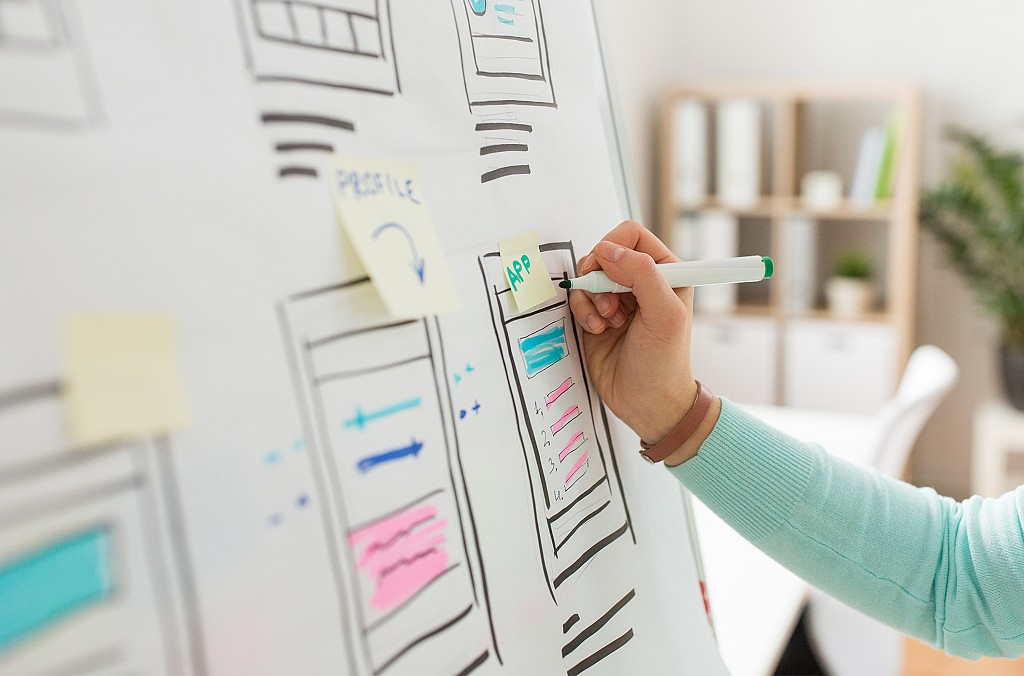 PROFILE
APP
1.
2.
3.
4.